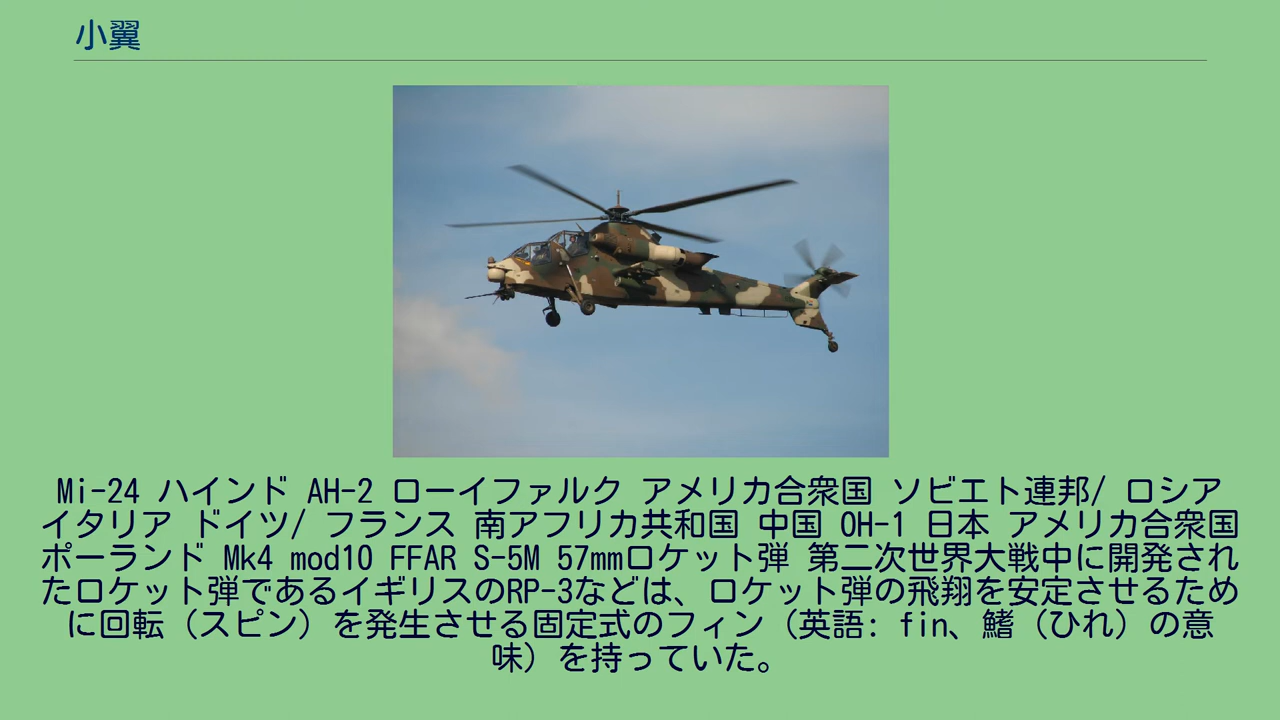 小翼
Mi-24 ハインド AH-2 ローイファルク アメリカ合衆国 ソビエト連邦/ ロシア
イタリア ドイツ/ フランス 南アフリカ共和国 中国 OH-1 日本 アメリカ合衆国
ポーランド Mk4 mod10 FFAR S-5M 57mmロケット弾 第二次世界大戦中に開発され
たロケット弾であるイギリスのRP-3などは、ロケット弾の飛翔を安定させるため
に回転（スピン）を発生させる固定式のフィン（英語: fin、鰭（ひれ）の意
味）を持っていた。